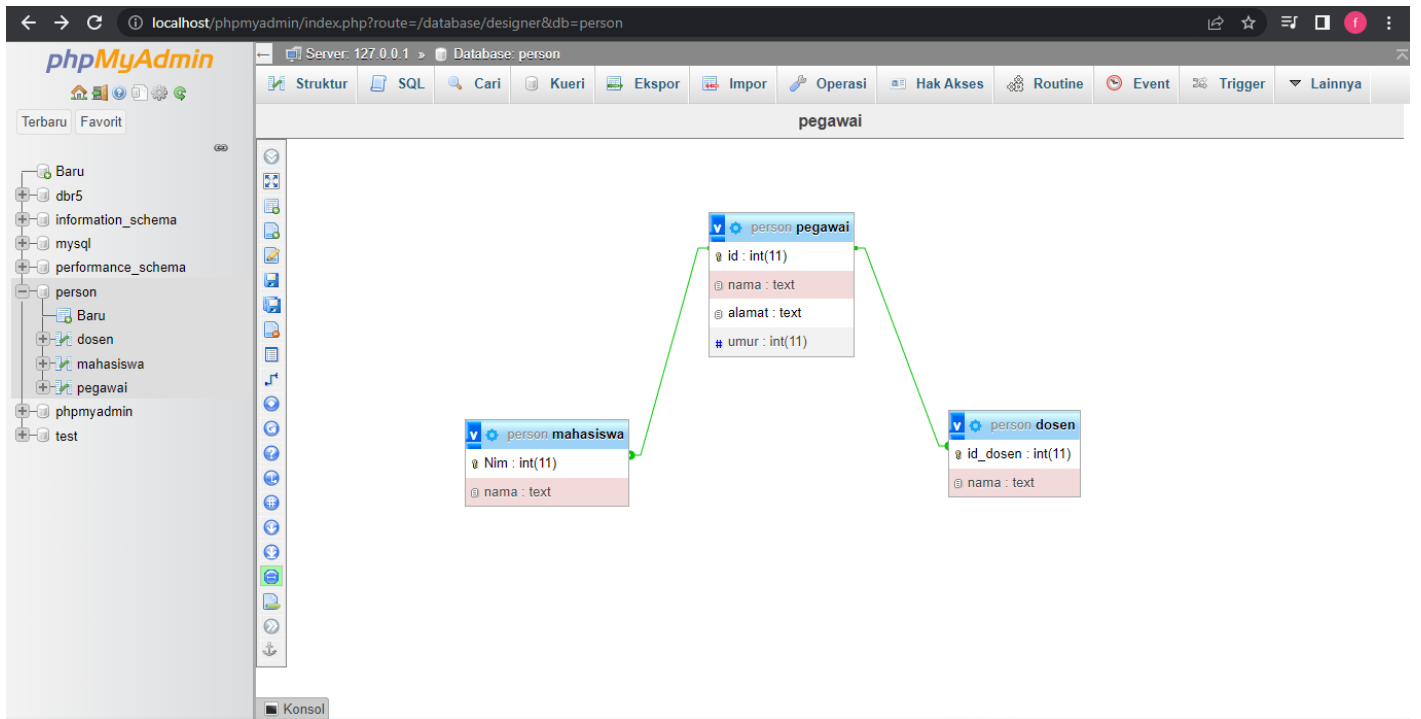 localhost/phpmyadmin/index.php?route=/database/designer&db=person
f
phpMyAdmin
Terbaru Favorit
Baru
dbr5
information_schema
mysql
performance_schema
person
Baru
dosen
mahasiswa
pegawai
phpmyadmin
test
Server: 127.0.0.1 » Database: person
Struktur SQL Cari Kueri Ekspor Impor Operasi Hak Akses Routine Event Trigger Lainnya
pegawai
v person pegawai
id : int(11)
nama : text
alamat : text
# umur : int(11)
v person mahasiswa
Nim : int(11)
nama : text
v person dosen
id_dosen : int(11)
nama : text
Konsol